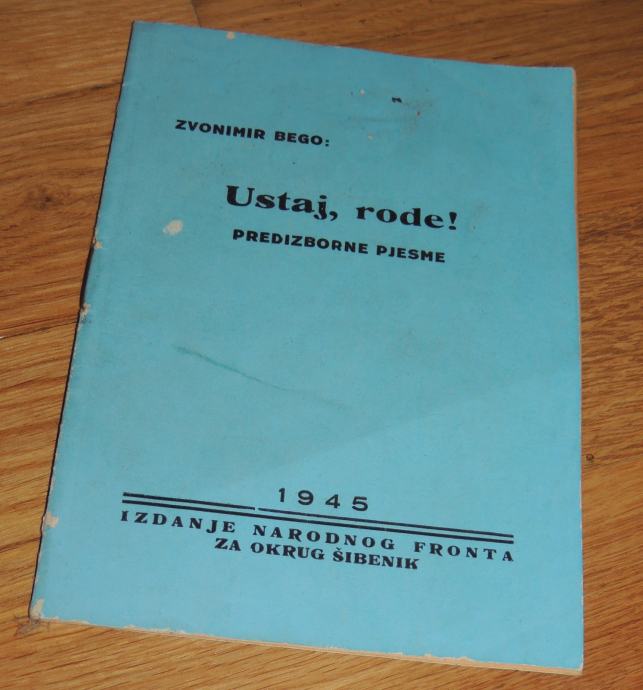 ZVONIMIR BEGO:
Ustaj, rode!
PREDIZBORNE PJESME
1945
IZDANJE NARODNOG FRONTA
ZA OKRUG ŠIBENIK